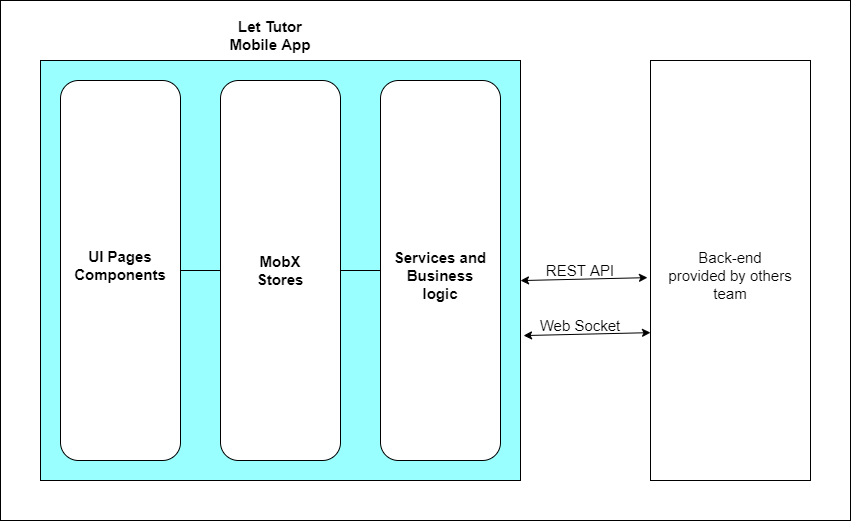 Let Tutor
Mobile App
UI Pages
Components
MobX
Stores
Services and
Business
logic
REST API
Web Socket
Back-end
provided by others
team